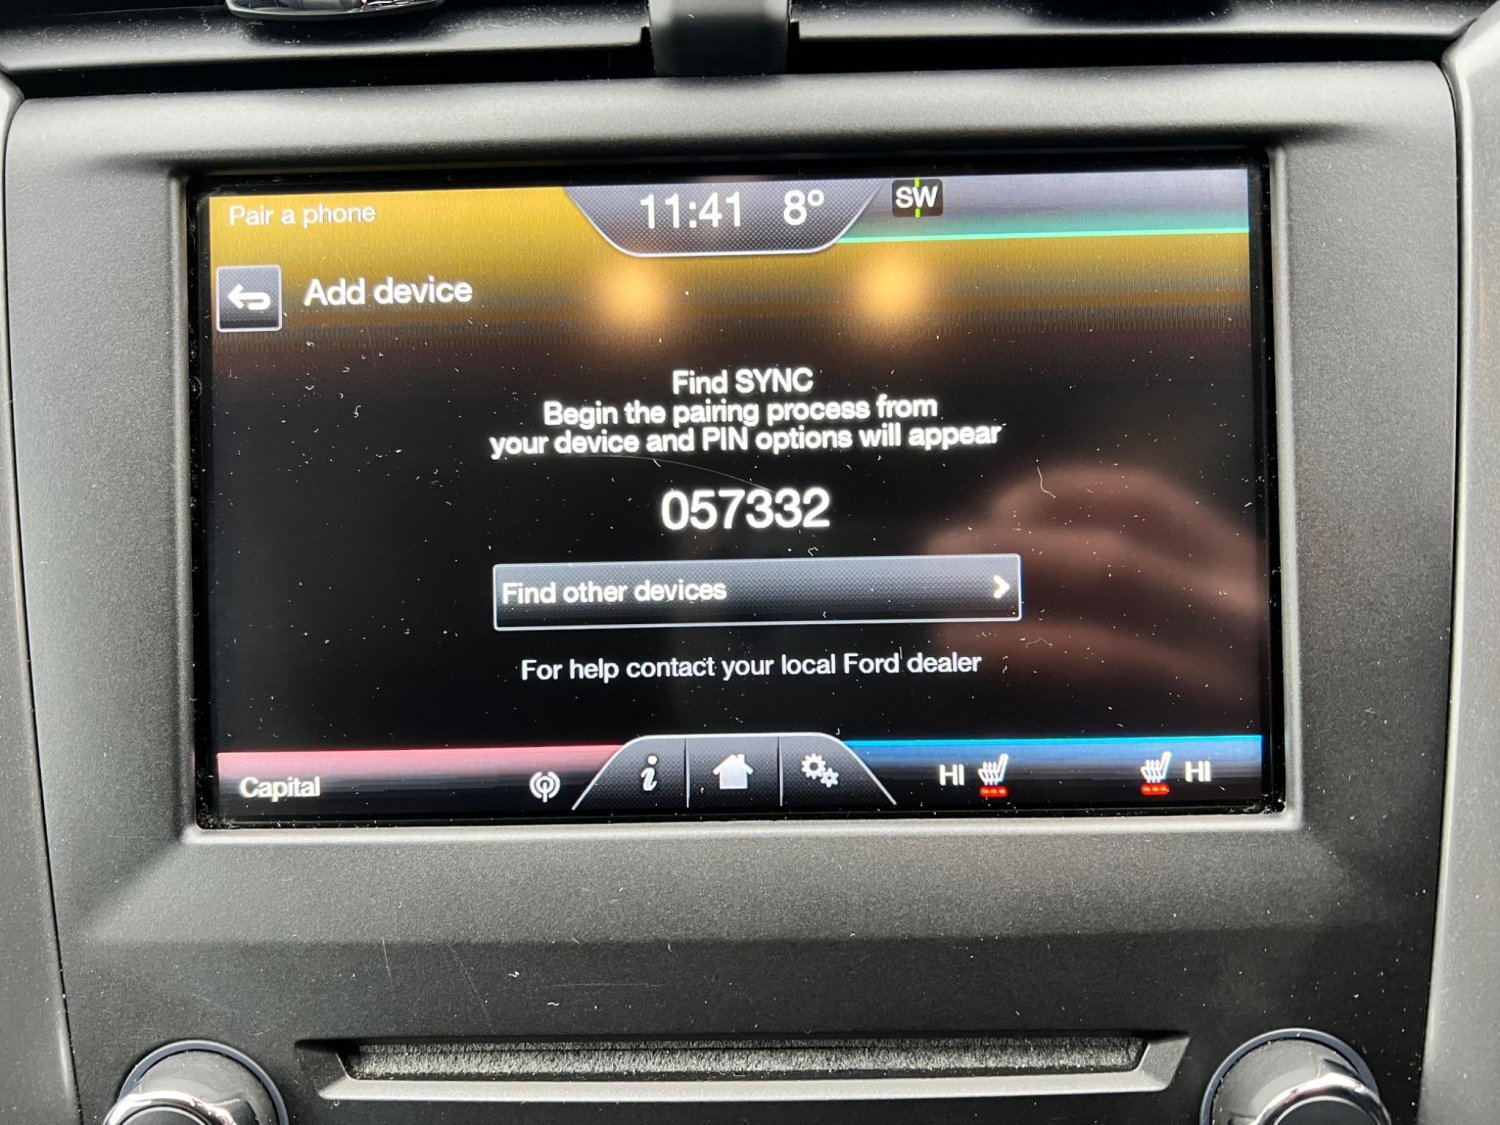 Pair a phone
11:41 8°
SW
Add device
Find SYNC
Begin the pairing process from
your device and PIN options will appear
057332
Find other devices
For help contact your local Ford dealer
Capital
i
HI
HI